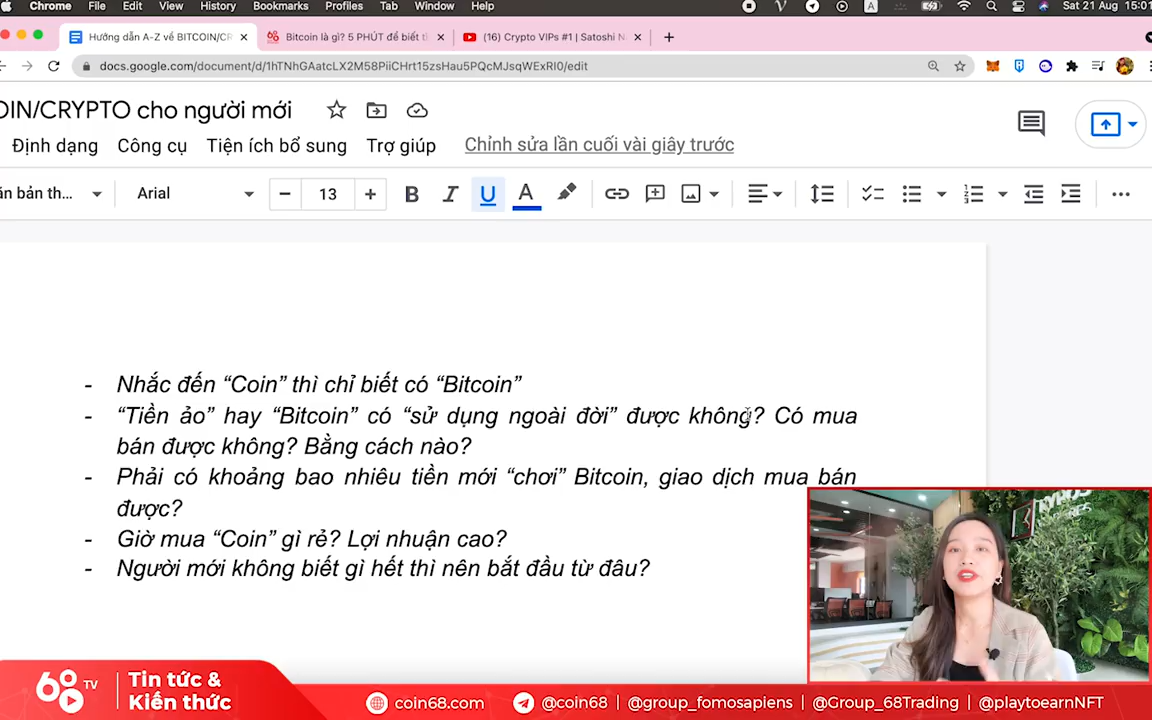 Chrome File Edit View History Bookmarks Profiles Tab Window Help Sat 21 Aug 15:01
Hướng dẫn A-Z về BITCOIN/CR
Bitcoin là gì? 5 PHÚT để biết t
(16) Crypto VIPs #1 | Satoshi N
docs.google.com/document/d/1hTNhGAatcLX2M58PiiCHrt15zsHau5PQcMJsqWExRI0/edit
OIN/CRYPTO cho người mới
Định dạng Công cụ Tiện ích bổ sung Trợ giúp Chỉnh sửa lần cuối vài giây trước
ăn bản th... Arial 13 B I U A
- Nhắc đến “Coin” thì chỉ biết có “Bitcoin”
- “Tiền ảo” hay “Bitcoin” có “sử dụng ngoài đời” được không? Có mua
bán được không? Bằng cách nào?
- Phải có khoảng bao nhiêu tiền mới “chơi” Bitcoin, giao dịch mua bán
được?
- Giờ mua “Coin” gì rẻ? Lợi nhuận cao?
- Người mới không biết gì hết thì nên bắt đầu từ đâu?
68 TV
Tin tức &
Kiến thức
coin68.com @coin68 | @group_fomosapiens | @Group_68Trading | @playtoearnNFT